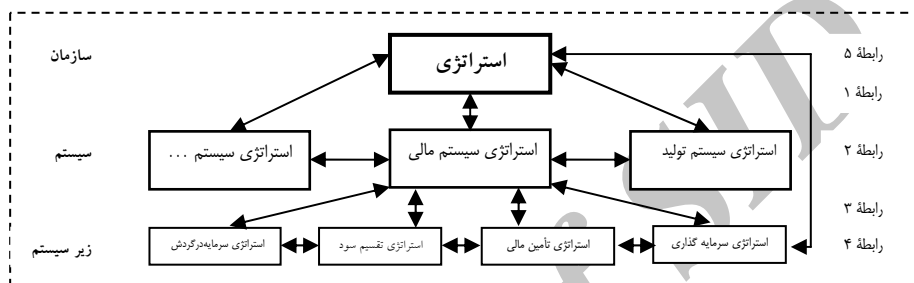 رابطهٔ ۵
استراتژی
سازمان
رابطهٔ ۱
رابطهٔ ۲
استراتژی سیستم تولید
استراتژی سیستم مالی
استراتژی سیستم ...
سیستم
رابطهٔ ۳
رابطهٔ ۴
استراتژی سرمایه گذاری
استراتژی تأمین مالی
استراتژی تقسیم سود
استراتژی سرمایه‌درگردش
زیر سیستم